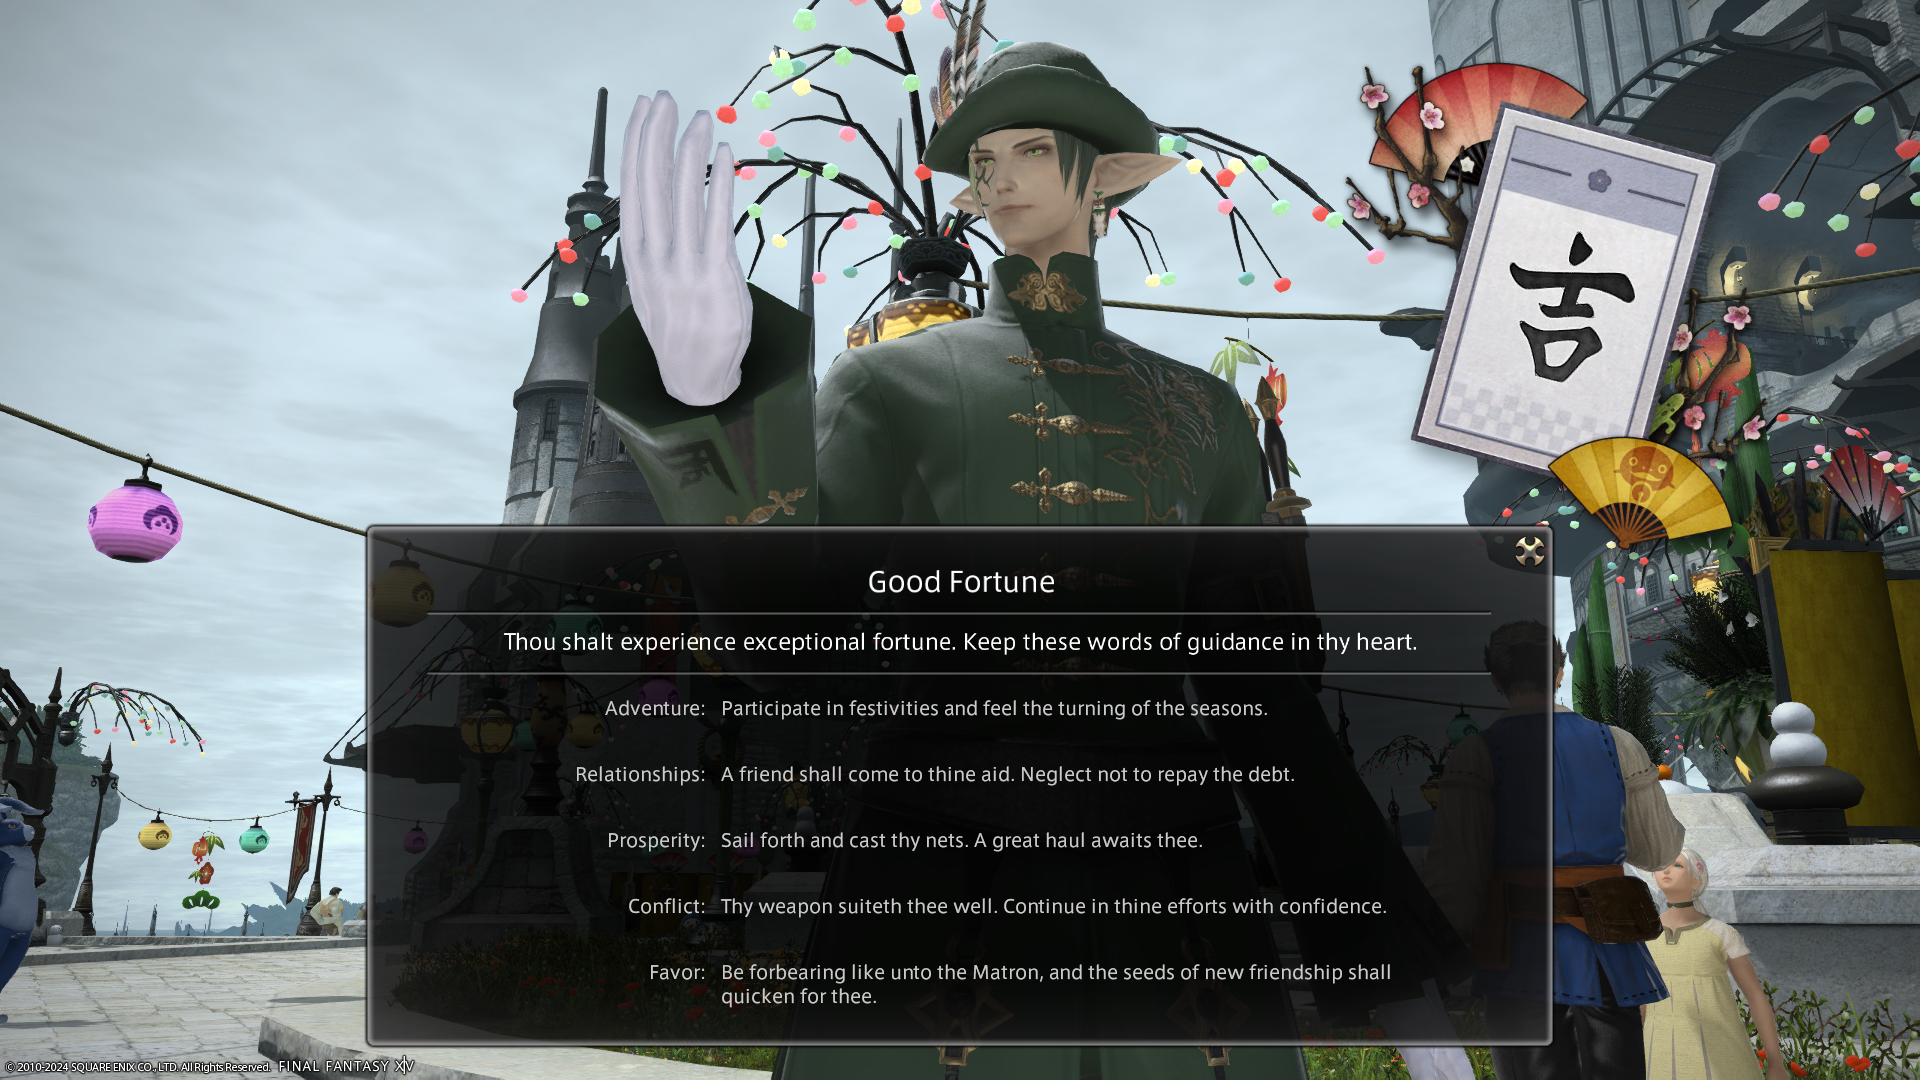 言
Good Fortune
Thou shalt experience exceptional fortune. Keep these words of guidance in thy heart.
Adventure: Participate in festivities and feel the turning of the seasons.
Relationships: A friend shall come to thine aid. Neglect not to repay the debt.
Prosperity: Sail forth and cast thy nets. A great haul awaits thee.
Conflict: Thy weapon suiteth thee well. Continue in thine efforts with confidence.
Favor: Be forbearing like unto the Matron, and the seeds of new friendship shall
quicken for thee.
© 2010-2024 SQUARE ENIX CO., LTD. All Rights Reserved. FINAL FANTASY XIV